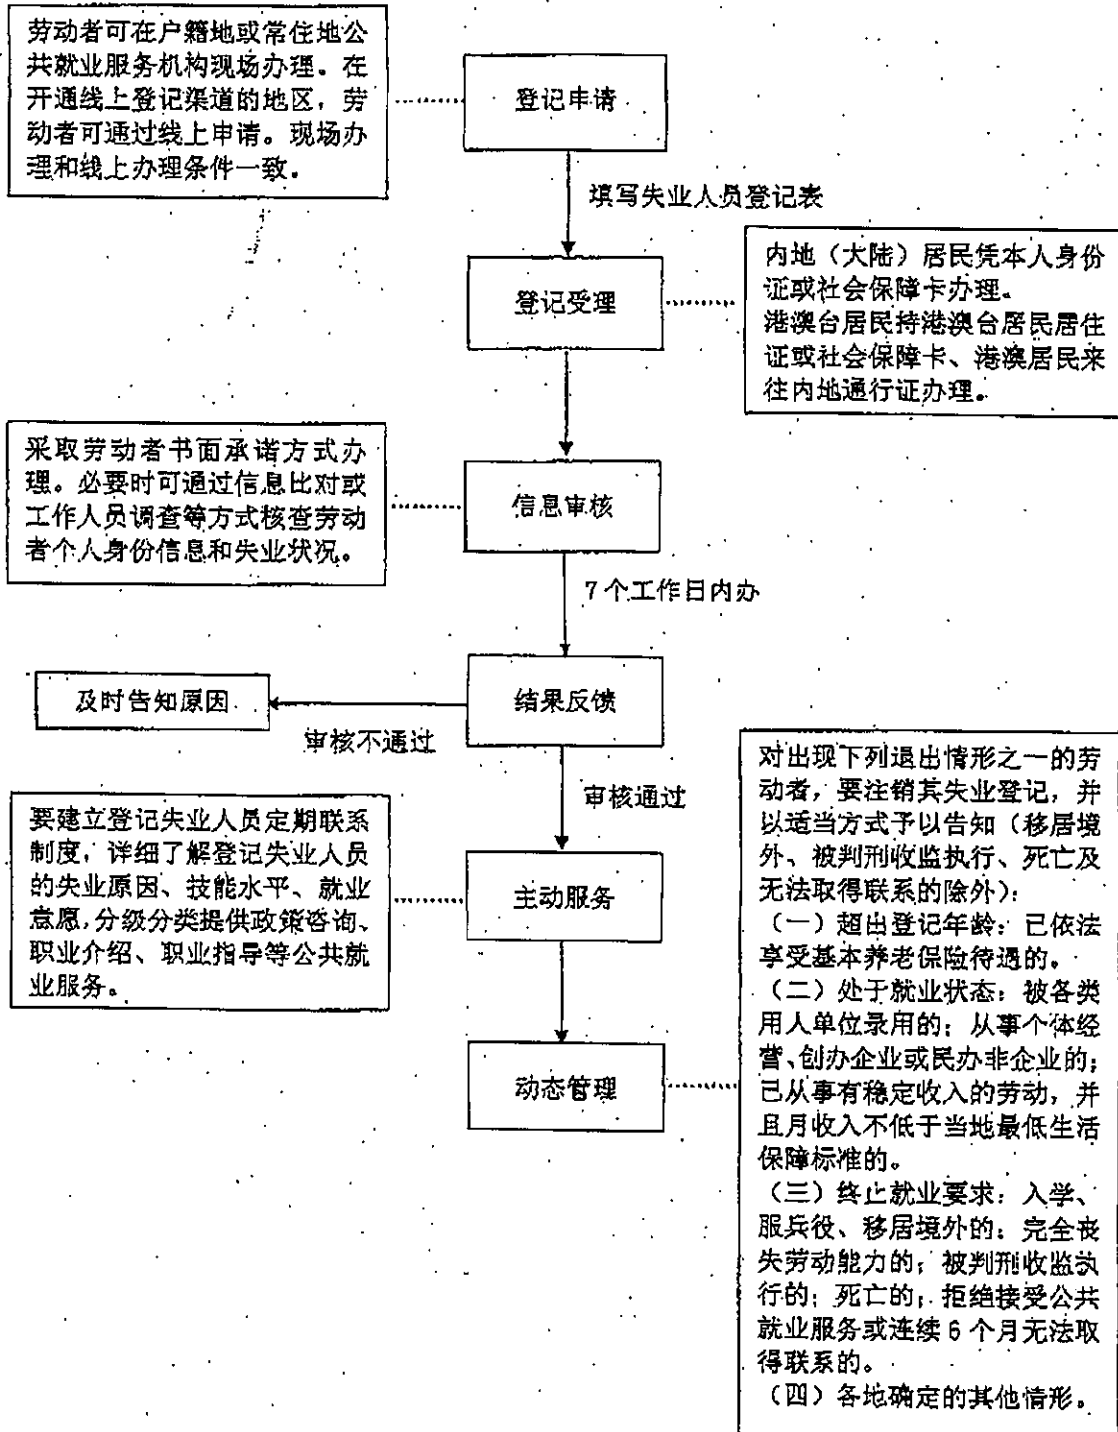 劳动者可在户籍地或常住地公
共就业服务机构现场办理。在
开通线上登记渠道的地区，劳
动者可通过线上申请。现场办
理和线上办理条件一致。
登记申请
填写失业人员登记表
登记受理
内地（大陆）居民凭本人身份
证或社会保障卡办理。
港澳台居民持港澳台居民居住
证或社会保障卡、港澳居民来
往内地通行证办理。
采取劳动者书面承诺方式办
理。必要时可通过信息比对或
工作人员调查等方式核查劳动
者个人身份信息和失业状况。
信息审核
7个工作日内办
结果反馈
及时告知原因
审核不通过
审核通过
要建立登记失业人员定期联系
制度，详细了解登记失业人员
的失业原因、技能水平、就业
意愿,分级分类提供政策咨询、
职业介绍、职业指导等公共就
业服务。
主动服务
动态管理
对出现下列退出情形之一的劳
动者，要注销其失业登记，并
以适当方式予以告知（移居境
外、被判刑收监执行、死亡及
无法取得联系的除外）：
（一）超出登记年龄：已依法
享受基本养老保险待遇的。
（二）处于就业状态：被各类
用人单位录用的；从事个体经
营、创办企业或民办非企业的；
已从事有稳定收入的劳动，并
且月收入不低于当地最低生活
保障标准的。
（三）终止就业要求：入学、
服兵役、移居境外的；完全丧
失劳动能力的；被判刑收监执
行的；死亡的；拒绝接受公共
就业服务或连续6个月无法取
得联系的。
（四）各地确定的其他情形。